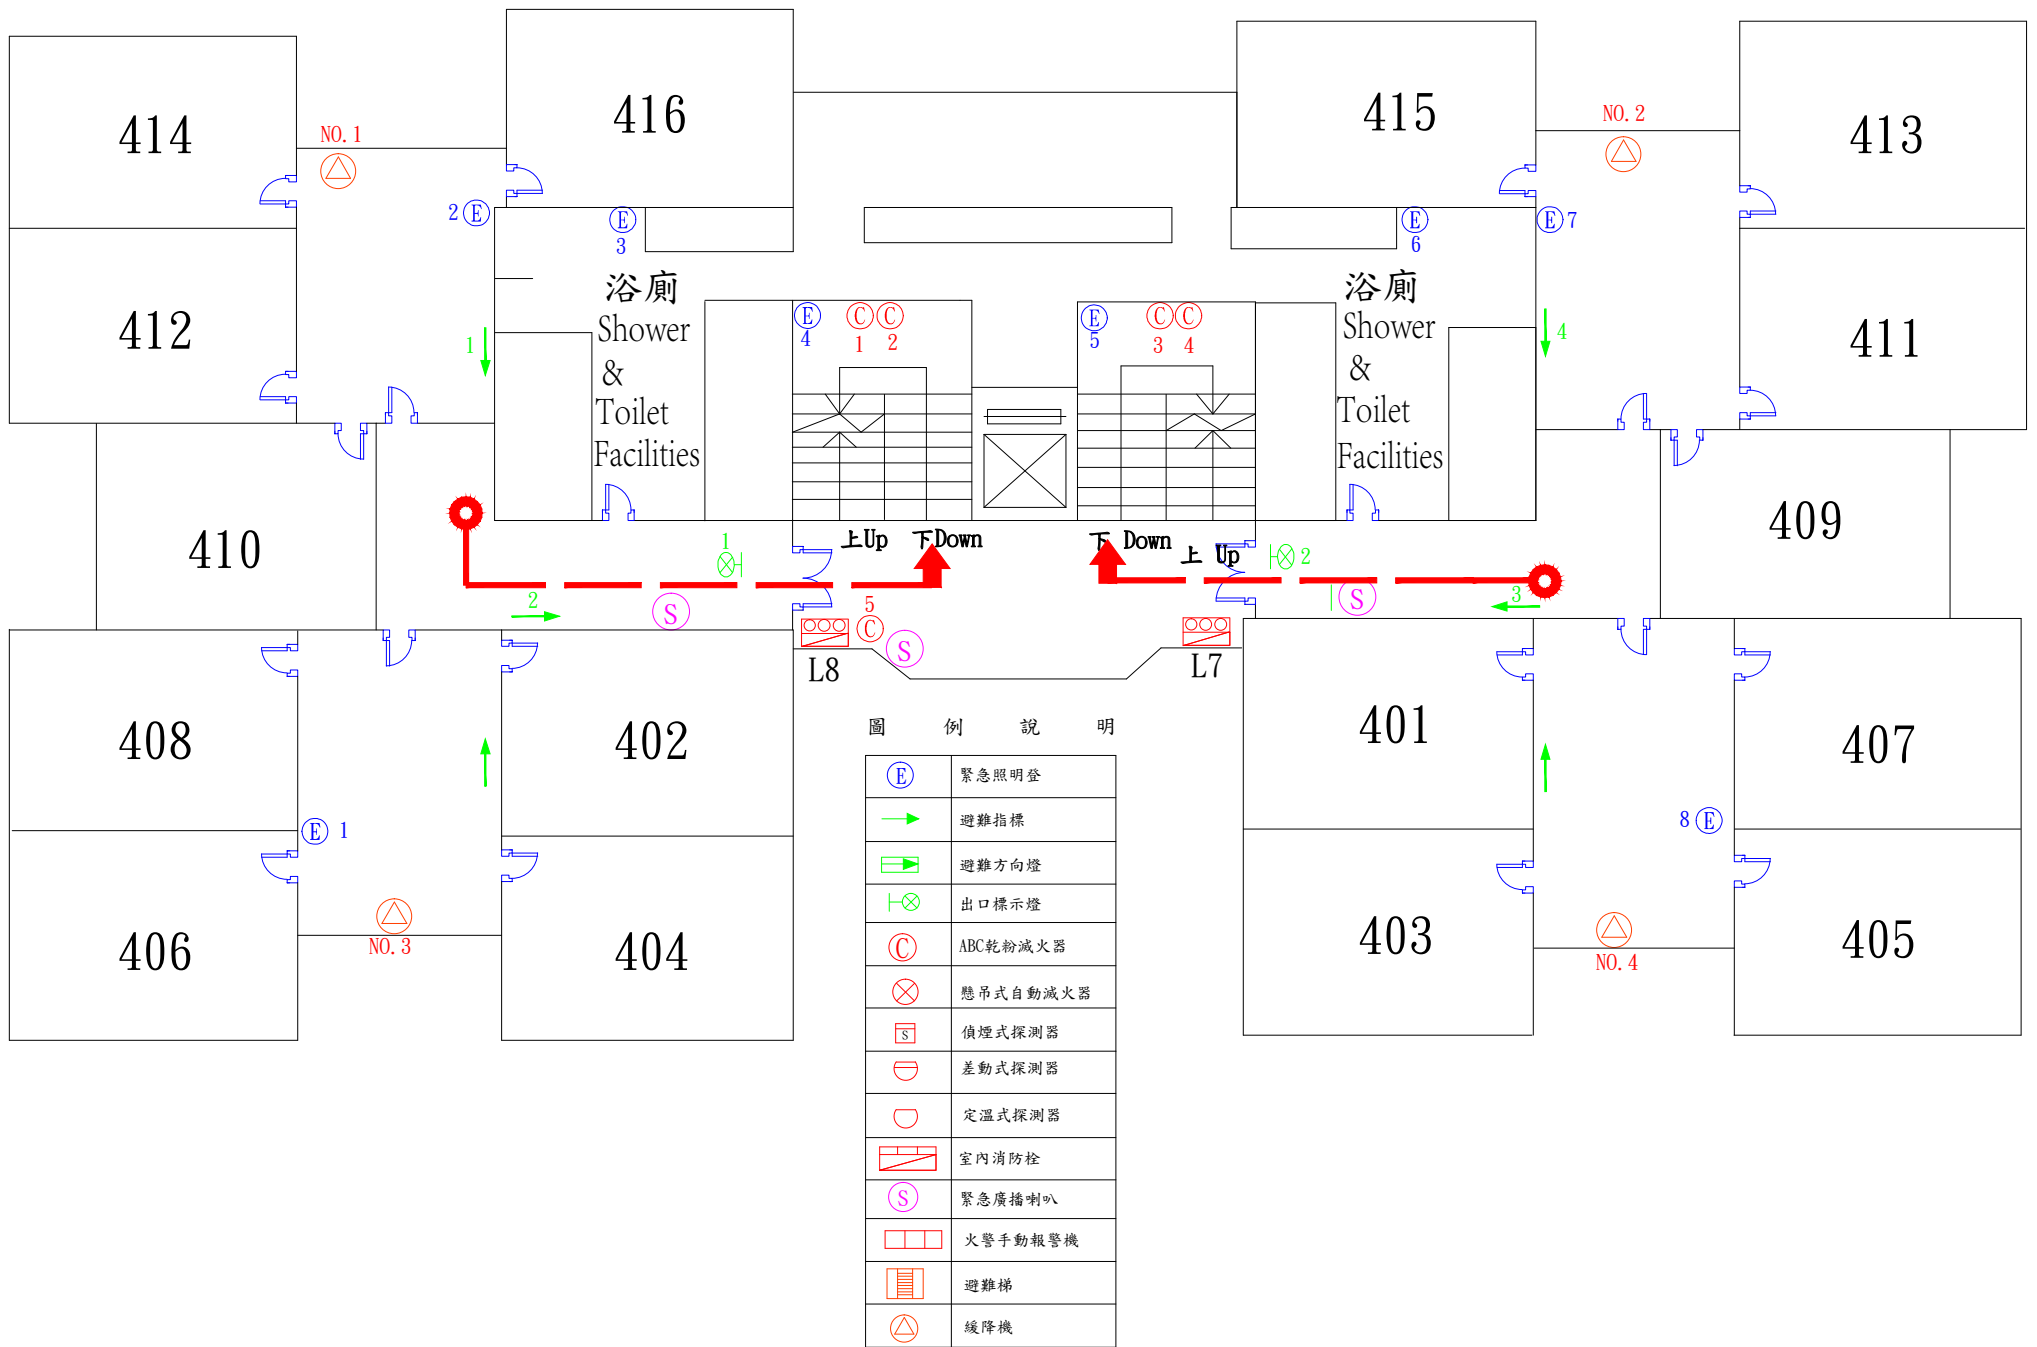 414
NO. 1
416
415
NO. 2
413
2 E
E
3
E
6
E 7
浴廁
Shower
&
Toilet
Facilities
浴廁
Shower
&
Toilet
Facilities
412
1
E
4
C C
1 2
E
5
C C
3 4
4
411
410
1
上Up 下Down
下 Down
上 Up
2
409
2
S
5
C
S
S
3
L8
L7
408
402
401
407
E 1
8 E
406
NO. 3
404
403
NO. 4
405
圖 例 說 明
E 緊急照明登
避難指標
避難方向燈
出口標示燈
C ABC乾粉滅火器
懸吊式自動滅火器
S 偵煙式探測器
差動式探測器
定溫式探測器
室內消防栓
S 緊急廣播喇叭
火警手動報警機
避難梯
緩降機